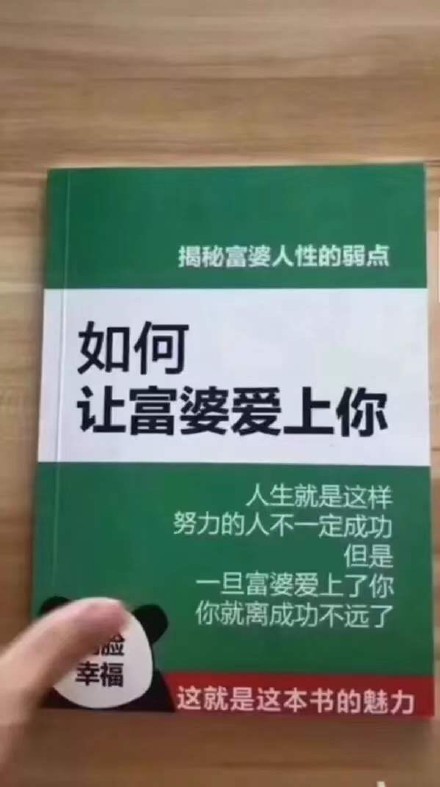 揭秘富婆人性的弱点
如何
让富婆爱上你
人生就是这样
努力的人不一定成功
但是
一旦富婆爱上了你
你就离成功不远了
脸
幸福
这就是这本书的魅力